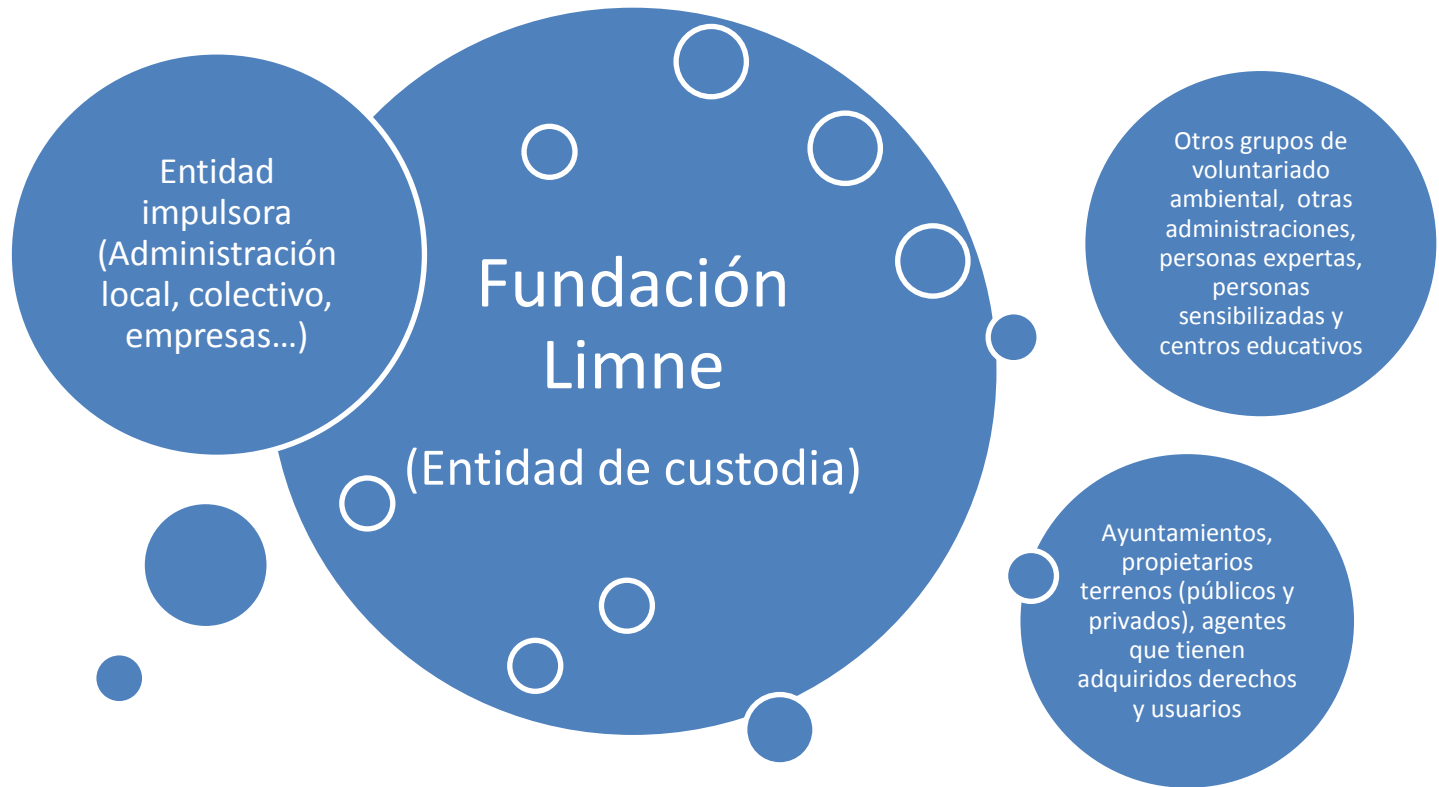 Entidad
impulsora
(Administración
local, colectivo,
empresas…)
Fundación
Limne
(Entidad de custodia)
Otros grupos de
voluntariado
ambiental, otras
administraciones,
personas expertas,
personas
sensibilizadas y
centros educativos
Ayuntamientos,
propietarios
terrenos (públicos y
privados), agentes
que tienen
adquiridos derechos
y usuarios